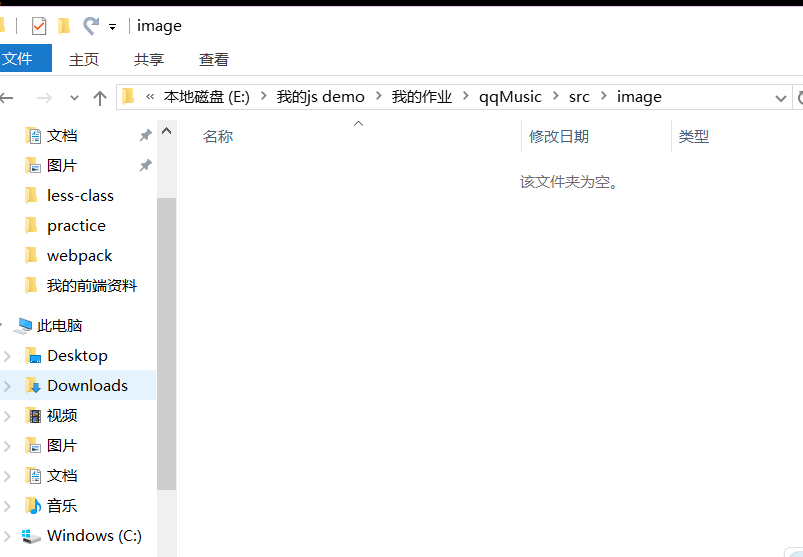 image
文件 主页 共享 查看
« 本地磁盘 (E:) > 我的js demo > 我的作业 > qqMusic > src > image
名称 修改日期 类型
该文件夹为空。
文档
图片
less-class
practice
webpack
我的前端资料
此电脑
Desktop
Downloads
视频
图片
文档
音乐
Windows (C:)